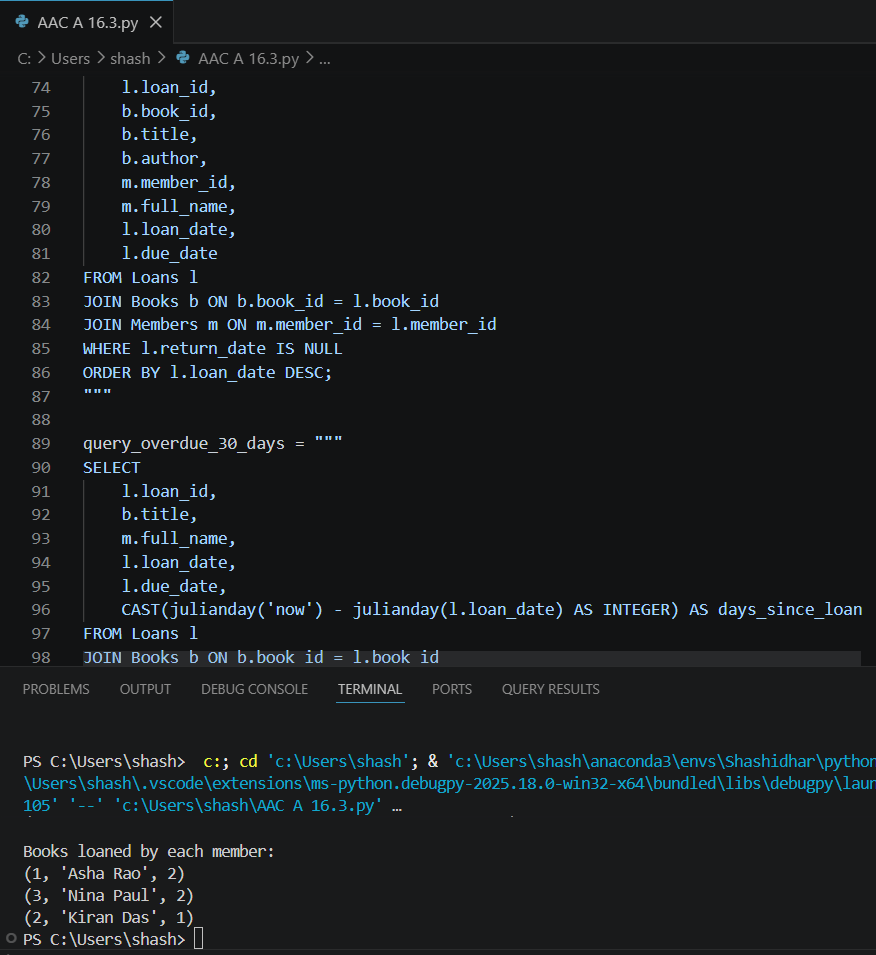 AAC A 16.3.py
C: > Users > shash > AAC A 16.3.py > ...
74 l.loan_id,
75 b.book_id,
76 b.title,
77 b.author,
78 m.member_id,
79 m.full_name,
80 l.loan_date,
81 l.due_date
82 FROM Loans l
83 JOIN Books b ON b.book_id = l.book_id
84 JOIN Members m ON m.member_id = l.member_id
85 WHERE l.return_date IS NULL
86 ORDER BY l.loan_date DESC;
87 """
88
89 query_overdue_30_days = """
90 SELECT
91 l.loan_id,
92 b.title,
93 m.full_name,
94 l.loan_date,
95 l.due_date,
96 CAST(julianday('now') - julianday(l.loan_date) AS INTEGER) AS days_since_loan
97 FROM Loans l
98 JOIN Books b ON b.book_id = l.book_id
PROBLEMS OUTPUT DEBUG CONSOLE TERMINAL PORTS QUERY RESULTS
PS C:\Users\shash>  c:; cd 'c:\Users\shash'; & 'c:\Users\shash\anaconda3\envs\Shashidhar\python
\Users\shash\.vscode\extensions\ms-python.debugpy-2025.18.0-win32-x64\bundled\libs\debugpy\laun
105' '--' 'c:\Users\shash\AAC A 16.3.py' …
Books loaned by each member:
(1, 'Asha Rao', 2)
(3, 'Nina Paul', 2)
(2, 'Kiran Das', 1)
PS C:\Users\shash>